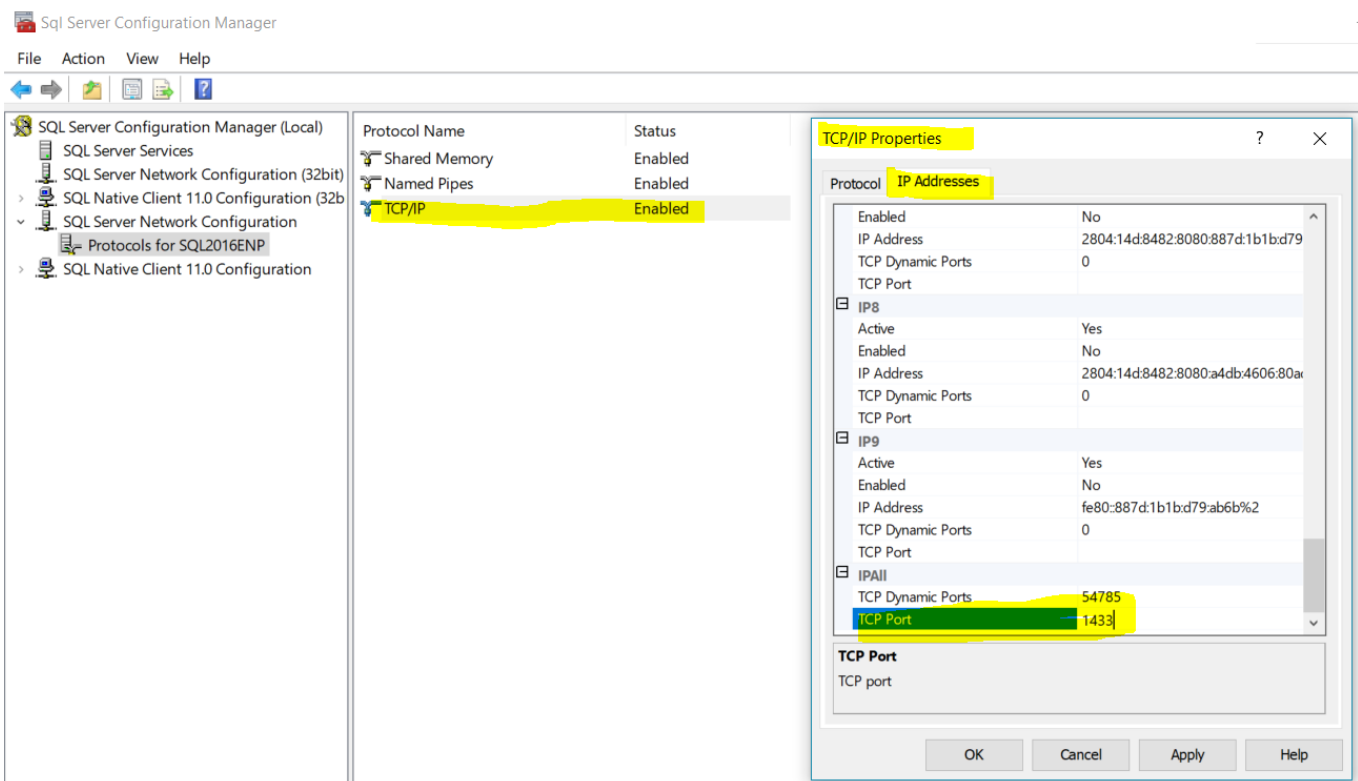 Sql Server Configuration Manager
File Action View Help
SQL Server Configuration Manager (Local)
SQL Server Services
SQL Server Network Configuration (32bit)
SQL Native Client 11.0 Configuration (32b
SQL Server Network Configuration
Protocols for SQL2016ENP
SQL Native Client 11.0 Configuration
Protocol Name Status
Shared Memory Enabled
Named Pipes Enabled
TCP/IP Enabled
TCP/IP Properties ?
Protocol IP Addresses
Enabled No
IP Address 2804:14d:8482:8080:887d:1b1b:d79
TCP Dynamic Ports 0
TCP Port
IP8
Active Yes
Enabled No
IP Address 2804:14d:8482:8080:a4db:4606:80a
TCP Dynamic Ports 0
TCP Port
IP9
Active Yes
Enabled No
IP Address fe80::887d:1b1b:d79:ab6b%2
TCP Dynamic Ports 0
TCP Port
IPAll
TCP Dynamic Ports 54785
TCP Port 1433
TCP Port
TCP port
OK Cancel Apply Help